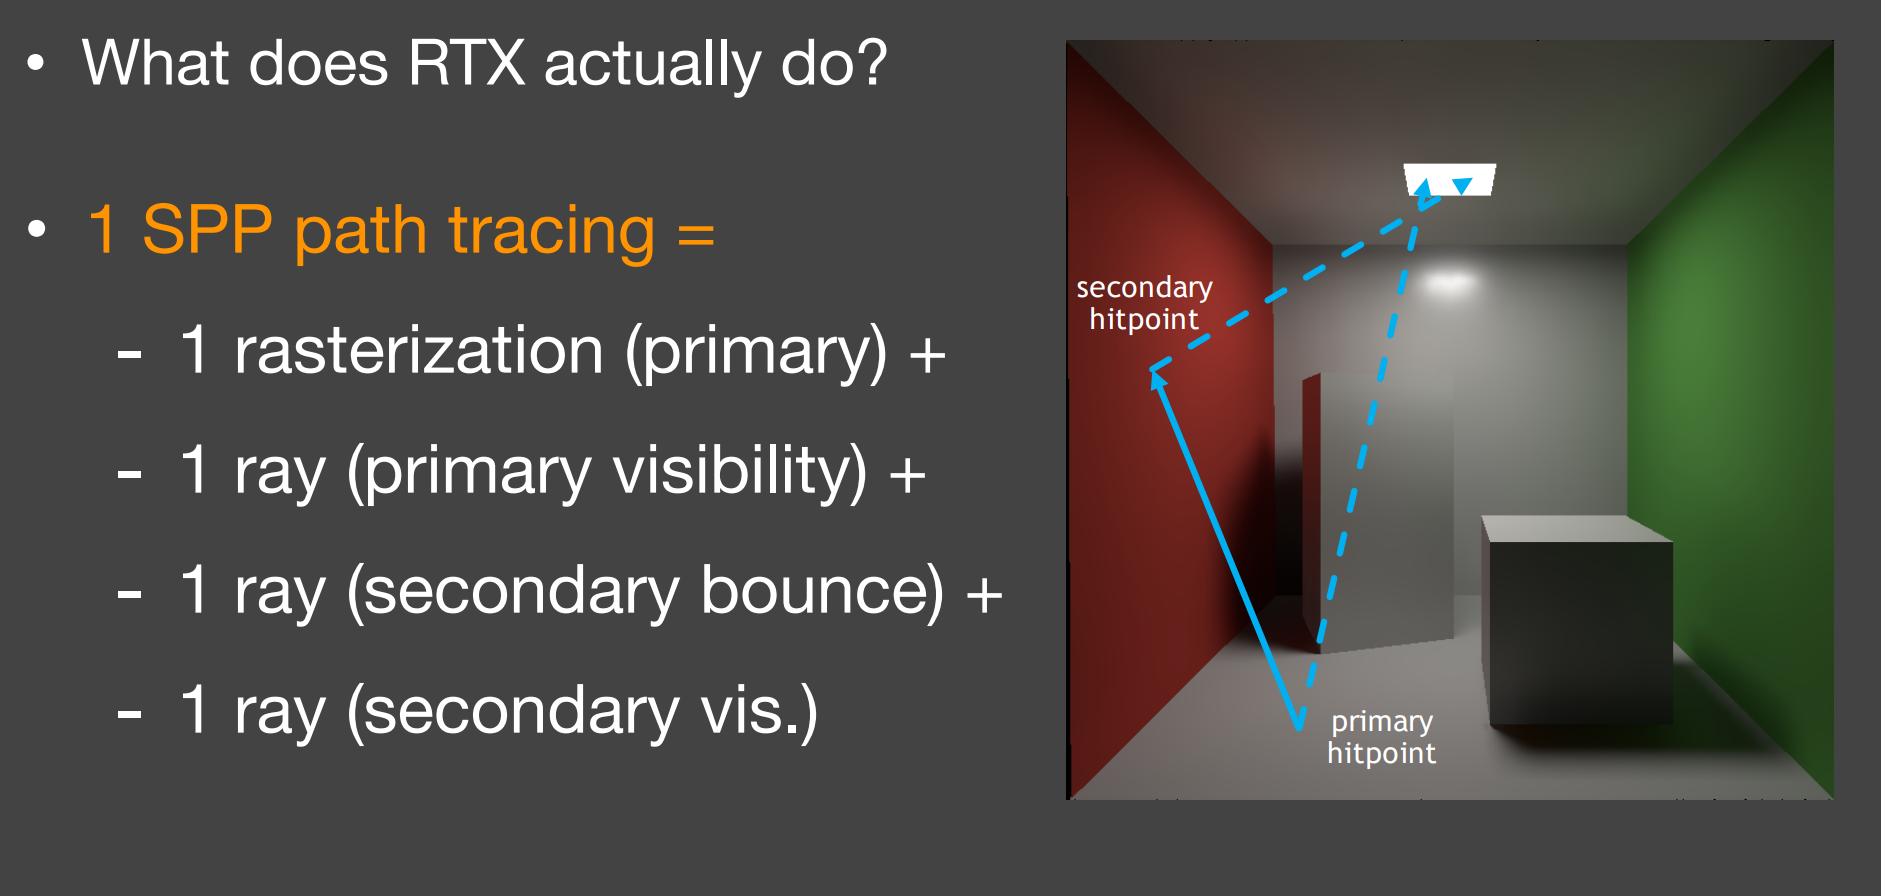 • What does RTX actually do?
• 1 SPP path tracing =
- 1 rasterization (primary) +
- 1 ray (primary visibility) +
- 1 ray (secondary bounce) +
- 1 ray (secondary vis.)
secondary
hitpoint
primary
hitpoint